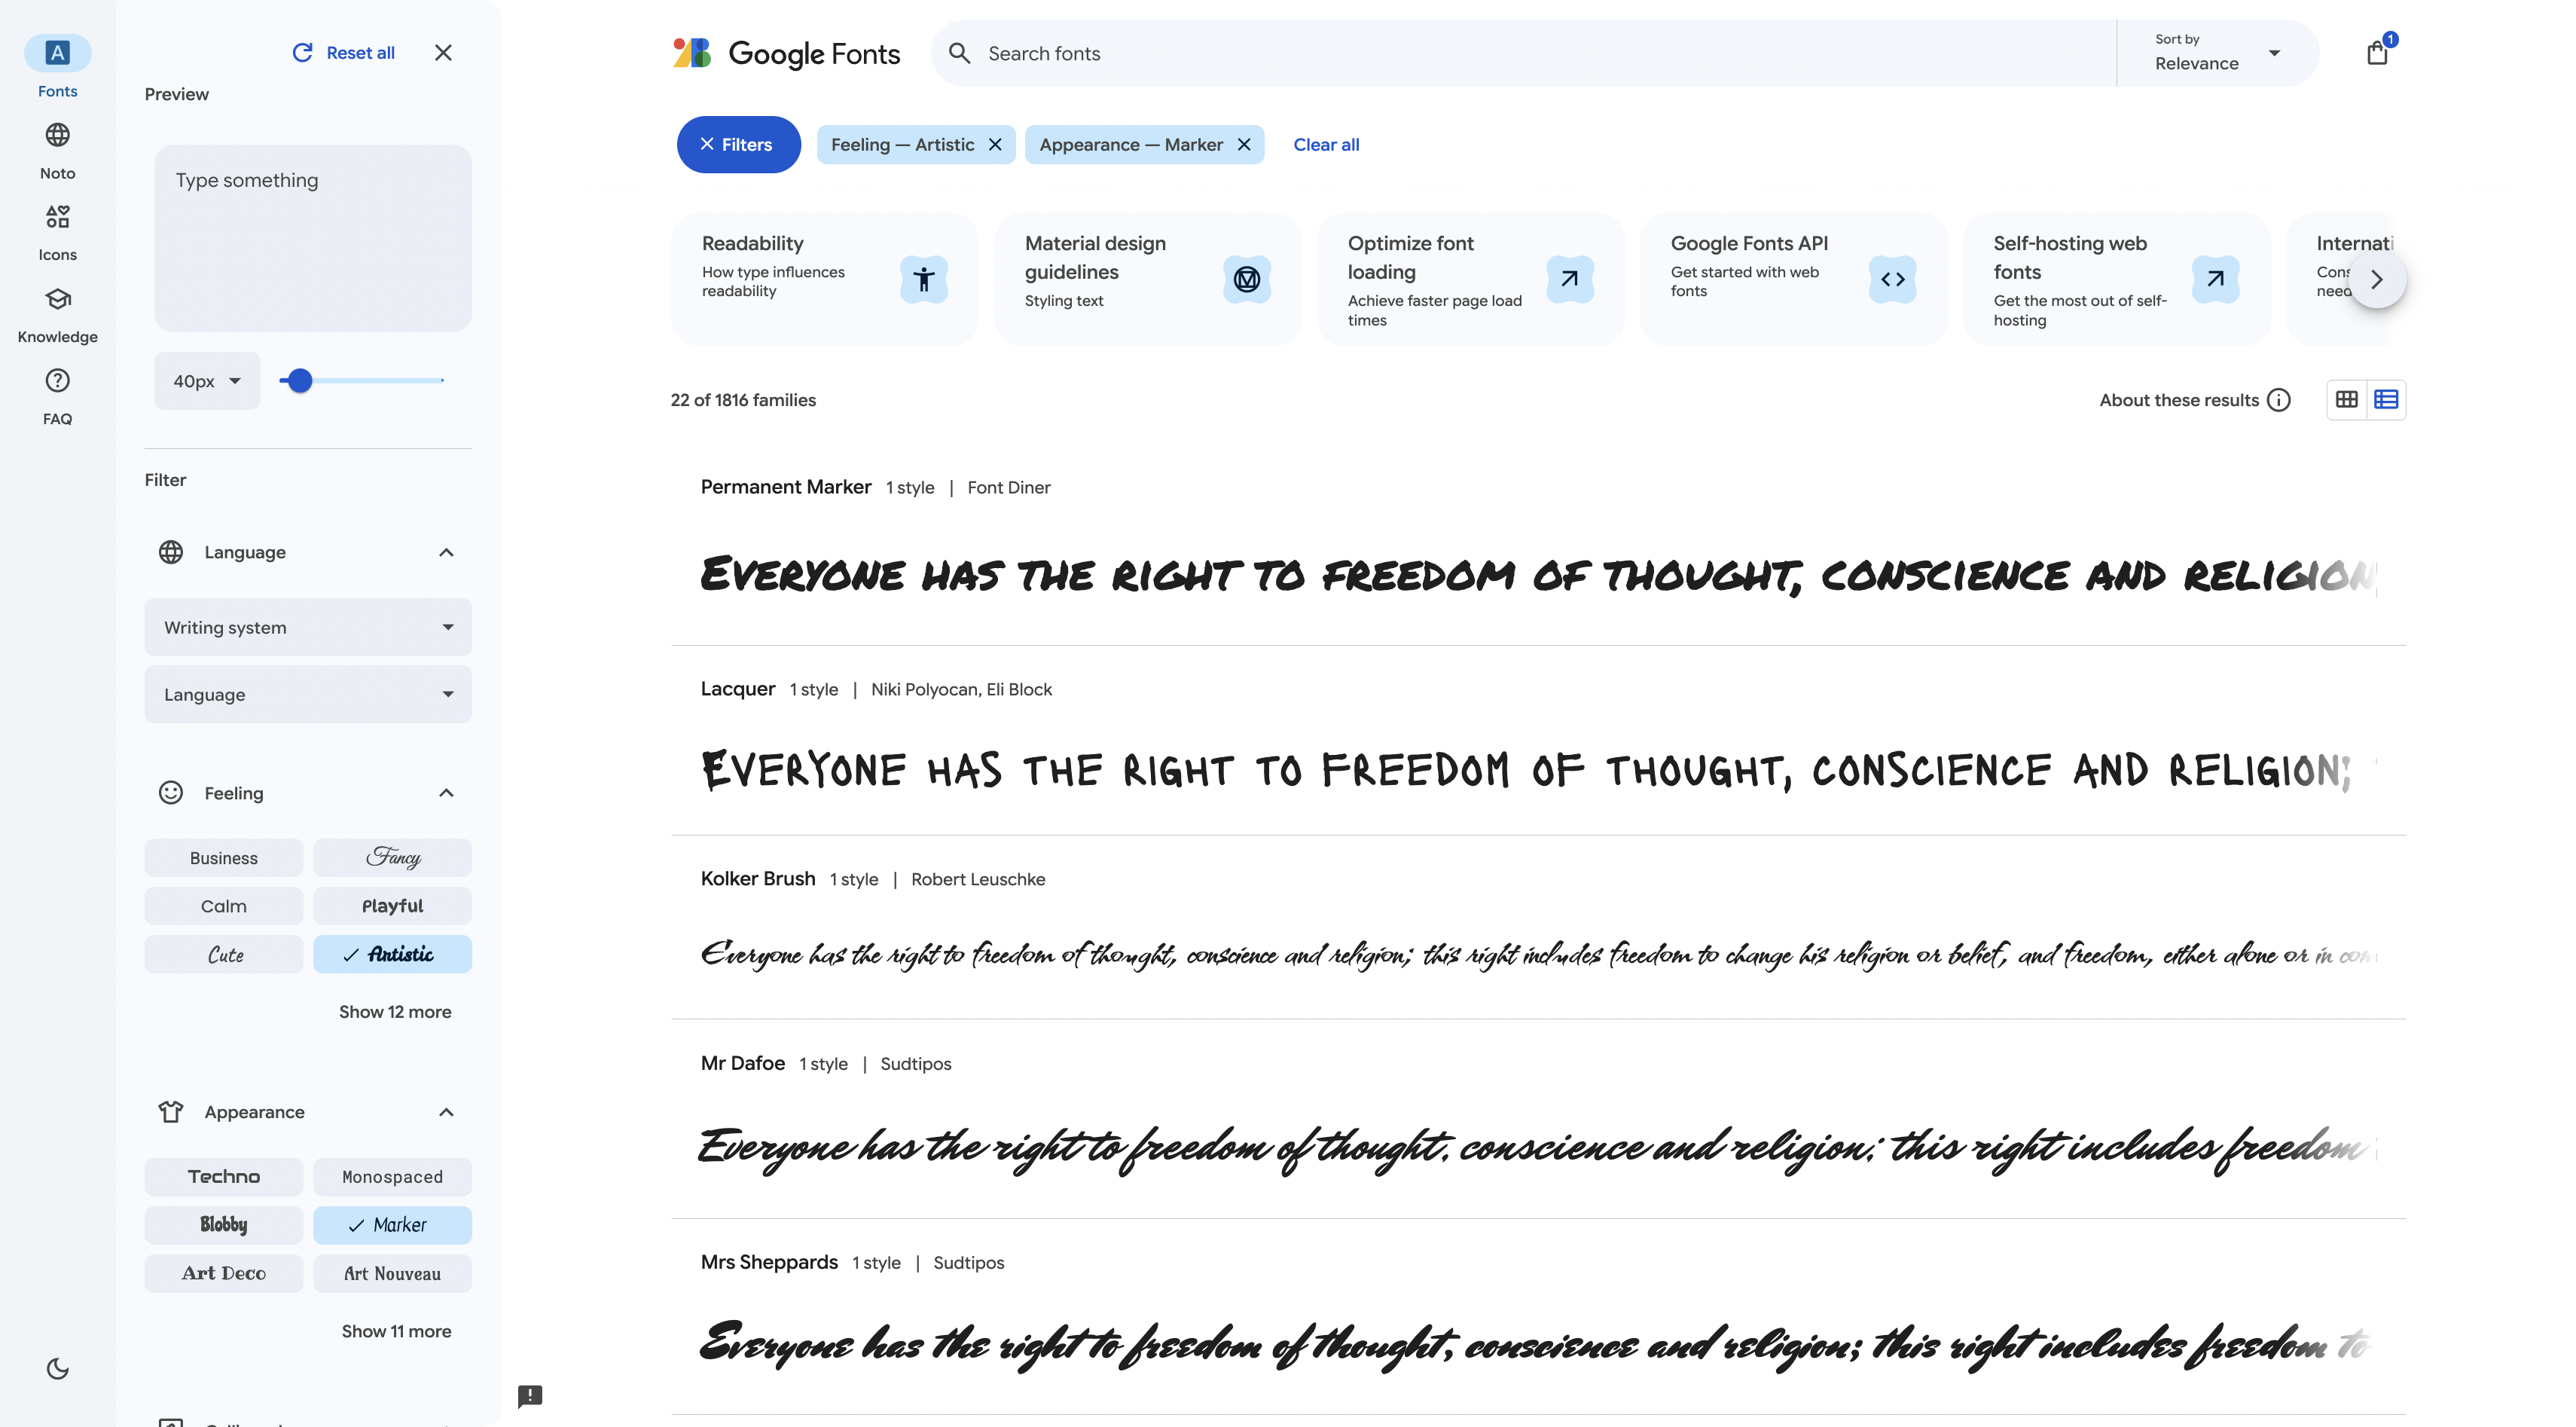 Fonts
Noto
Icons
Knowledge
FAQ
Reset all
Preview
Type something
40px
Filter
Language
Writing system
Language
Feeling
Business
Fancy
Calm
Playful
Cute
Artistic
Show 12 more
Appearance
Techno
Monospaced
Blobby
Marker
Art Deco
Art Nouveau
Show 11 more
Google Fonts
Search fonts
Sort by
Relevance
1
Filters
Feeling — Artistic
Appearance — Marker
Clear all
Readability
How type influences
readability
Material design
guidelines
Styling text
Optimize font
loading
Achieve faster page load
times
Google Fonts API
Get started with web
fonts
Self-hosting web
fonts
Get the most out of self-
hosting
22 of 1816 families
About these results
Permanent Marker 1 style | Font Diner
Everyone has the right to freedom of thought, conscience and religion
Lacquer 1 style | Niki Polyocan, Eli Block
Everyone has the right to freedom of thought, conscience and religion;
Kolker Brush 1 style | Robert Leuschke
Everyone has the right to freedom of thought, conscience and religion; this right includes freedom to change his religion or belief, and freedom, either alone or in com
Mr Dafoe 1 style | Sudtipos
Everyone has the right to freedom of thought, conscience and religion; this right includes freedom
Mrs Sheppards 1 style | Sudtipos
Everyone has the right to freedom of thought, conscience and religion; this right includes freedom to